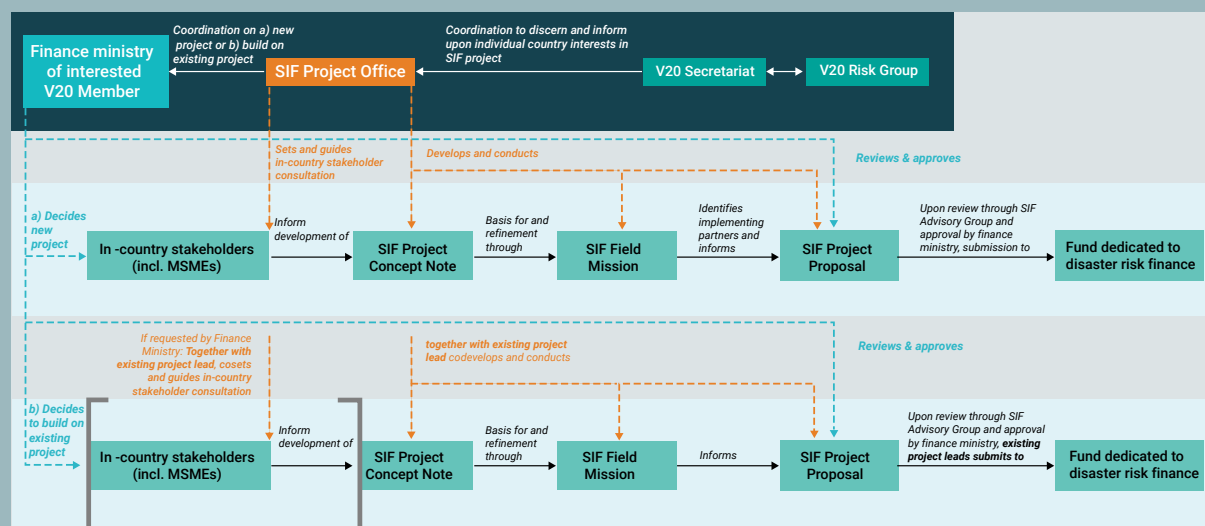 Finance ministry
of interested
V20 Member
Coordination on a) new
project or b) build on
existing project
SIF Project Office
Coordination to discern and inform
upon individual country interests in
SIF project
V20 Secretariat
V20 Risk Group
Sets and guides
in-country stakeholder
consultation
Develops and conducts
Reviews & approves
a) Decides
new
project
In -country stakeholders
(incl. MSMEs)
Inform
development of
SIF Project
Concept Note
Basis for and
refinement
through
SIF Field
Mission
Identifies
implementing
partners and
informs
SIF Project
Proposal
Upon review through SIF
Advisory Group and
approval by finance
ministry, submission to
Fund dedicated to
disaster risk finance
If requested by Finance
Ministry: Together with
existing project lead, cosets
and guides in-country
stakeholder consultation
together with existing project
lead codevelops and conducts
Reviews & approves
b) Decides
to build on
existing
project
In -country stakeholders
(incl. MSMEs)
Inform
development of
SIF Project
Concept Note
Basis for and
refinement
through
SIF Field
Mission
Informs
SIF Project
Proposal
Upon review through SIF
Advisory Group and approval
by finance ministry, existing
project leads submits to
Fund dedicated to
disaster risk finance